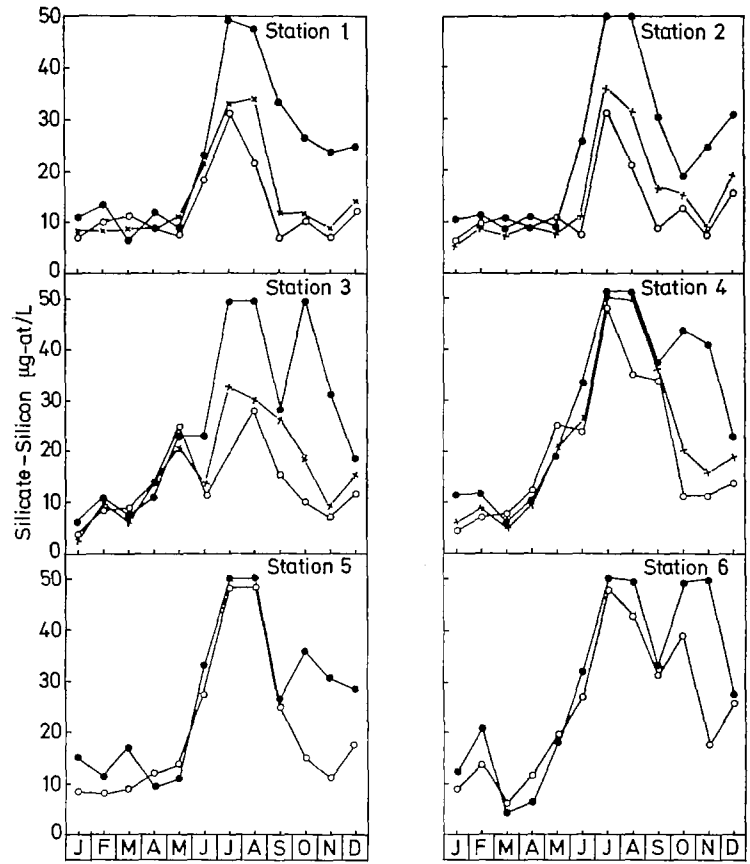 Station 1
Station 2
50
40
30
20
10
0
Station 3
Station 4
50
40
30
20
10
0
Station 5
Station 6
50
40
30
20
10
0
Silicate-Silicon µg-at/L
J F M A M J J A S O N D
J F M A M J J A S O N D